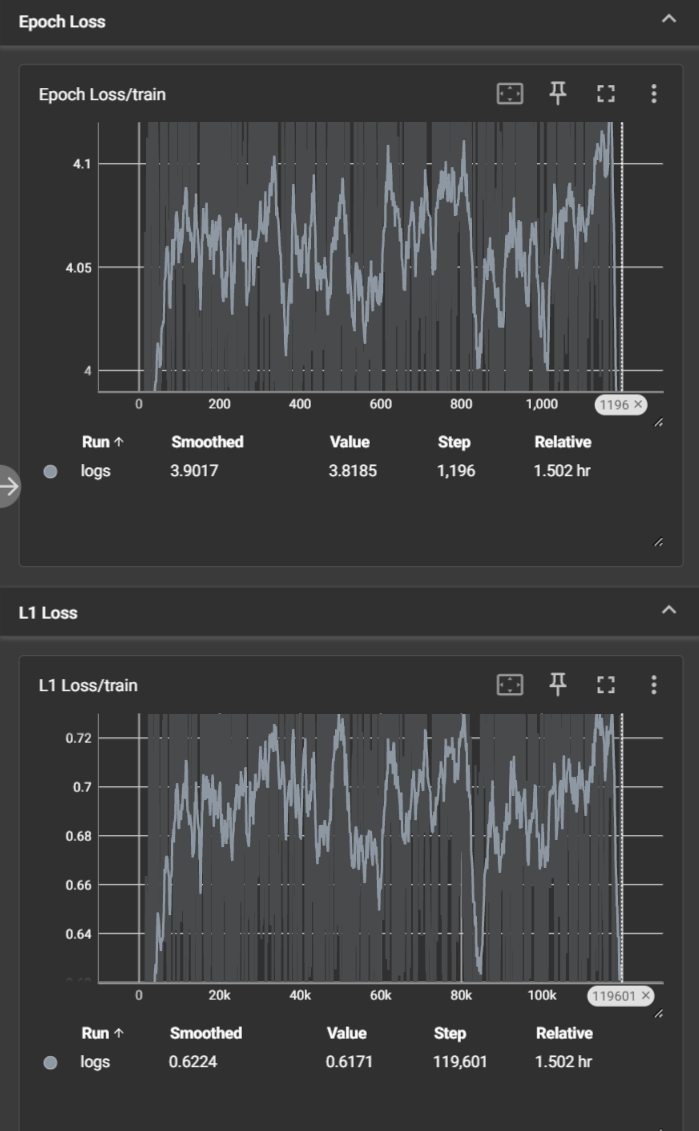 Epoch Loss
Epoch Loss/train
4.1
4.05
4
0 200 400 600 800 1,000 1196
Run Smoothed Value Step Relative
logs 3.9017 3.8185 1,196 1.502 hr
L1 Loss
L1 Loss/train
0.72
0.7
0.68
0.66
0.64
0 20k 40k 60k 80k 100k 119601
Run Smoothed Value Step Relative
logs 0.6224 0.6171 119,601 1.502 hr